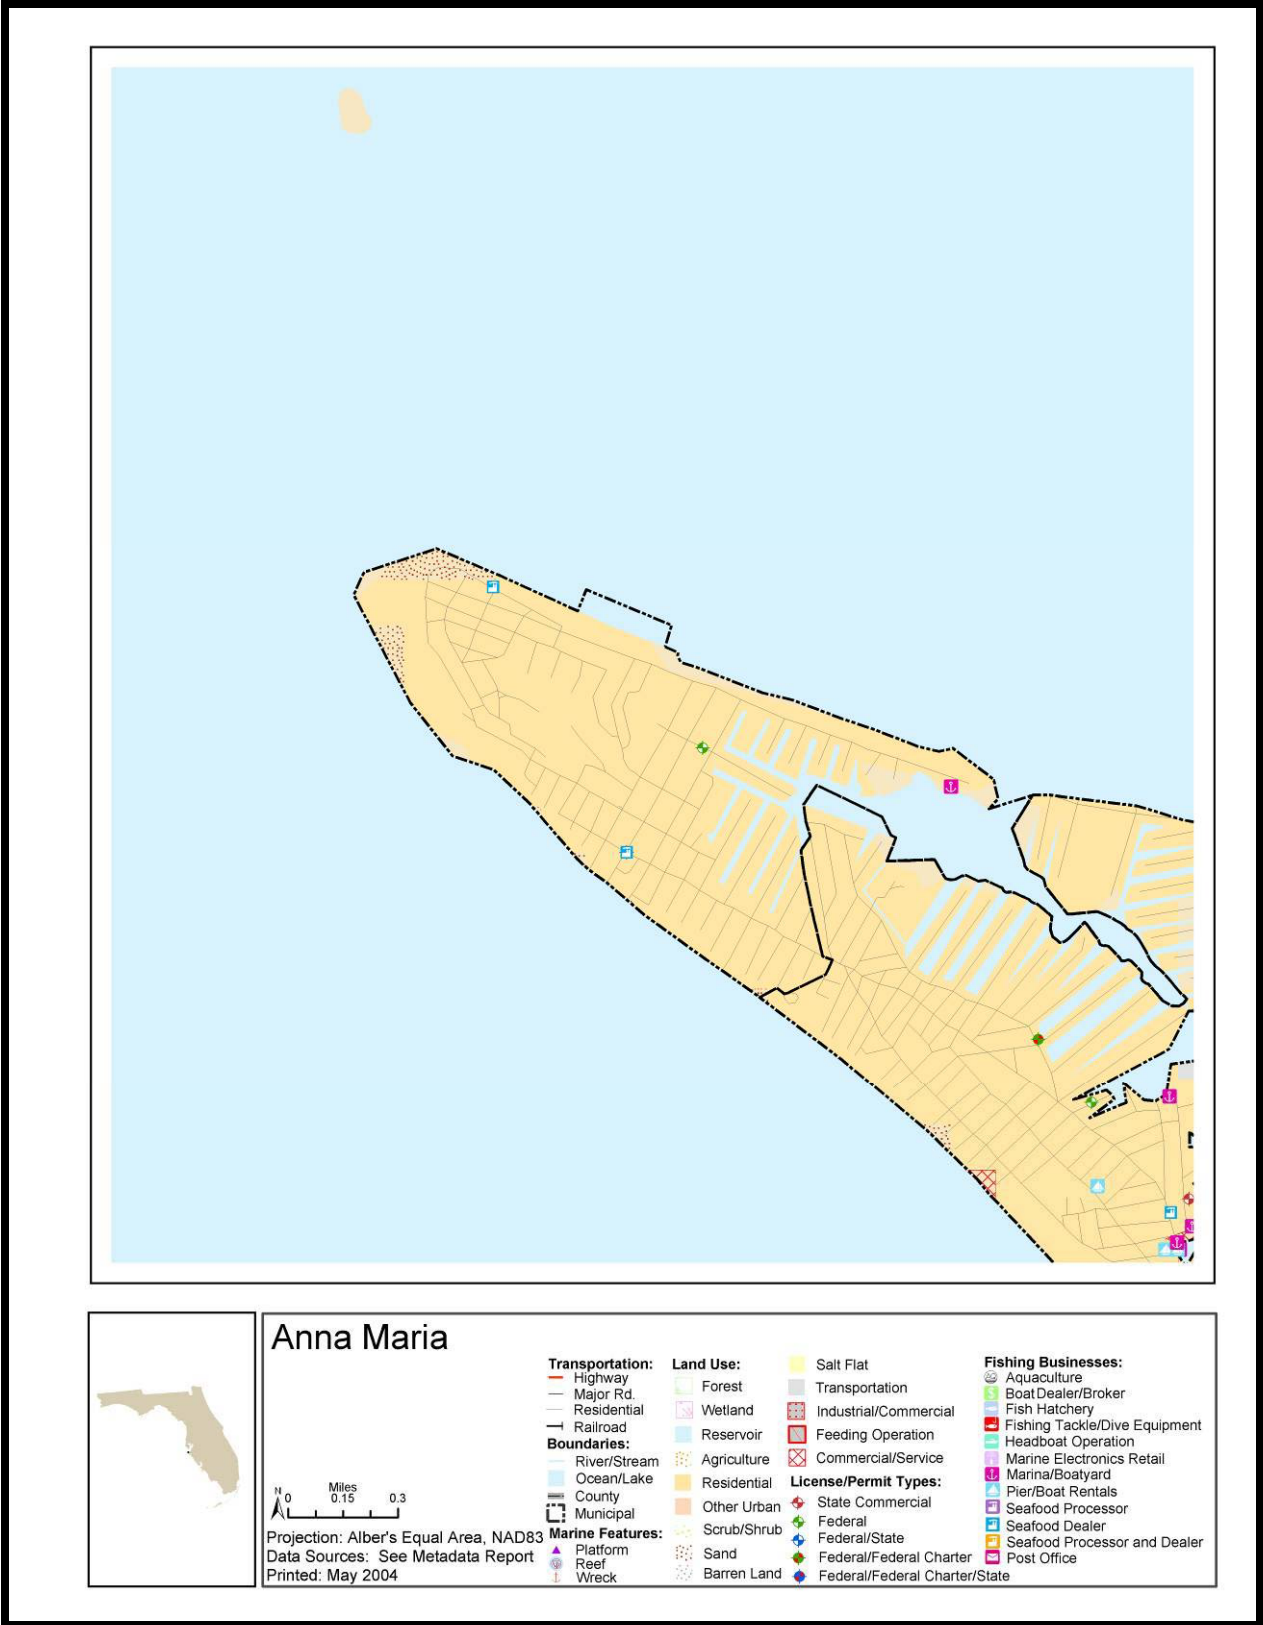 Anna Maria
N
Miles
0 0.15 0.3
Projection: Alber's Equal Area, NAD83
Data Sources: See Metadata Report
Printed: May 2004
Transportation:
Highway
Major Rd.
Residential
Railroad
Boundaries:
River/Stream
Ocean/Lake
County
Municipal
Marine Features:
Platform
Reef
Wreck
Land Use:
Forest
Wetland
Reservoir
Agriculture
Residential
Other Urban
Scrub/Shrub
Sand
Barren Land
Salt Flat
Transportation
Industrial/Commercial
Feeding Operation
Commercial/Service
License/Permit Types:
State Commercial
Federal
Federal/State
Federal/Federal Charter
Federal/Federal Charter/State
Fishing Businesses:
Aquaculture
Boat Dealer/Broker
Fish Hatchery
Fishing Tackle/Dive Equipment
Headboat Operation
Marine Electronics Retail
Marina/Boatyard
Pier/Boat Rentals
Seafood Processor
Seafood Dealer
Seafood Processor and Dealer
Post Office